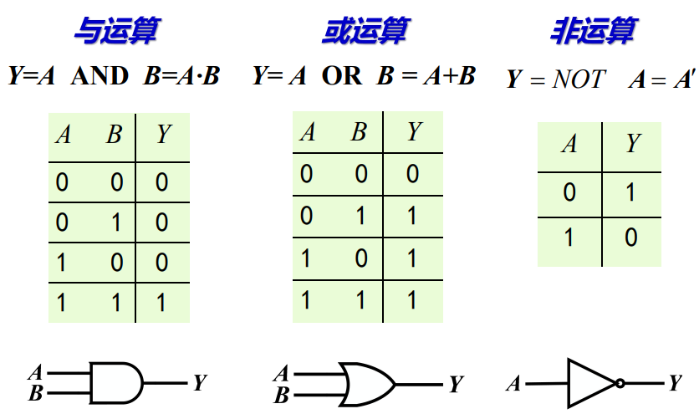 与运算 或运算 非运算
Y=A AND B=A·B Y= A OR B = A+B Y = NOT A = A′
A B Y A B Y A Y
0 0 0 0 0 0 0 1
0 1 0 0 1 1 1 0
1 0 0 1 0 1
1 1 1 1 1 1
A B Y A B Y A Y